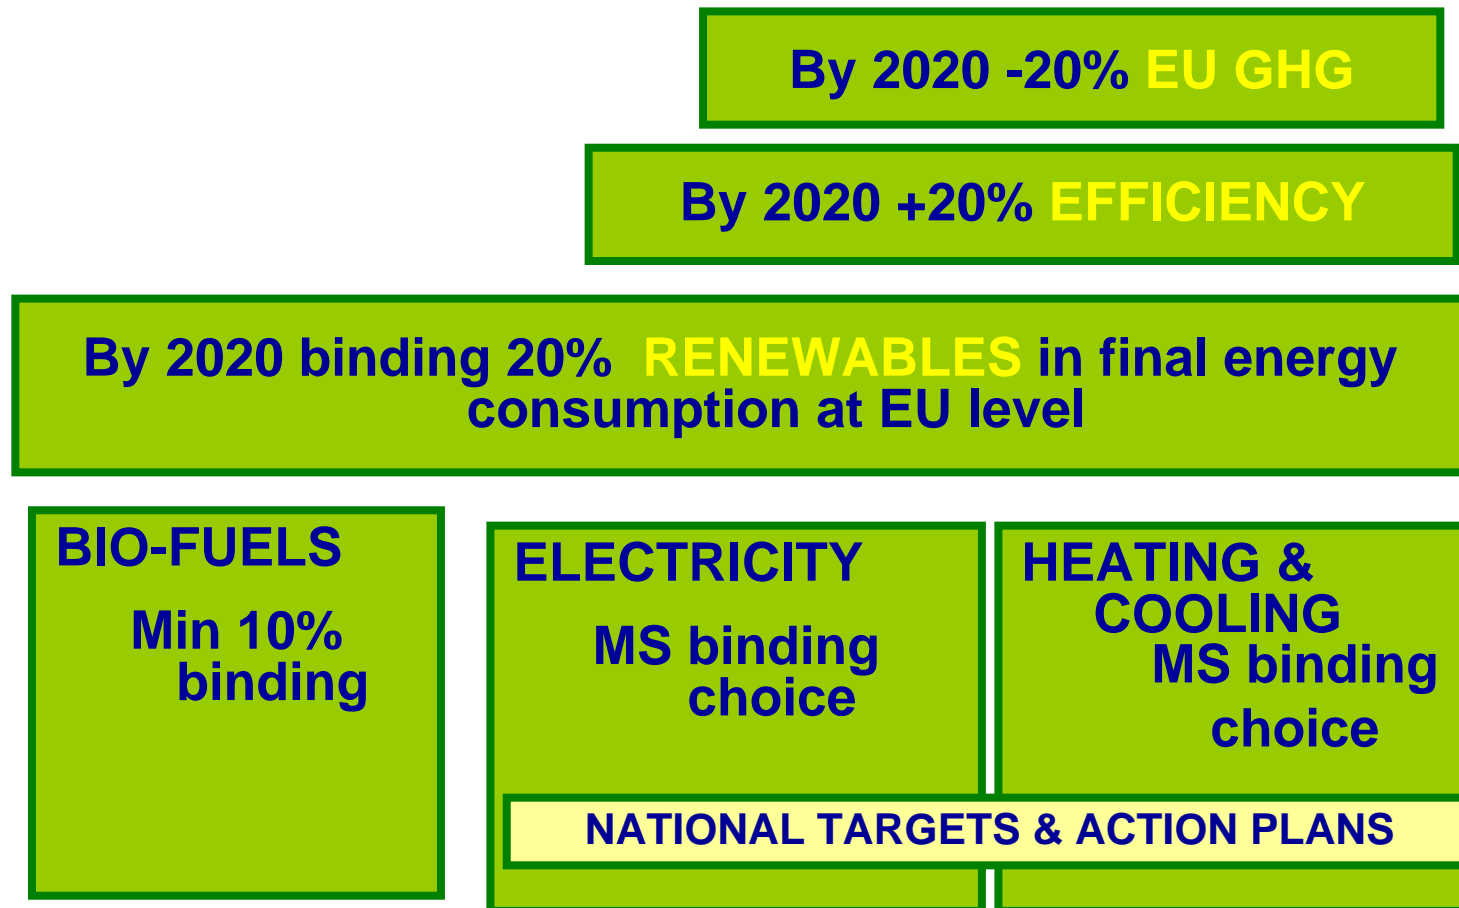 By 2020 -20% EU GHG
By 2020 +20% EFFICIENCY
By 2020 binding 20% RENEWABLES in final energy
consumption at EU level
BIO-FUELS
Min 10%
binding
ELECTRICITY
MS binding
choice
HEATING &
COOLING
MS binding
choice
NATIONAL TARGETS & ACTION PLANS